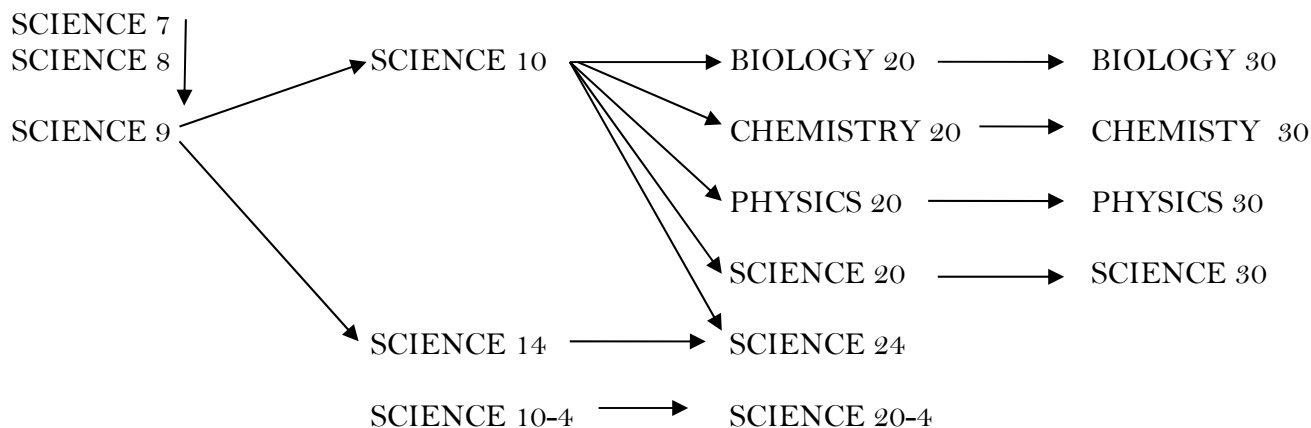 SCIENCE 7
SCIENCE 8 SCIENCE 10 BIOLOGY 20 BIOLOGY 30
SCIENCE 9 CHEMISTRY 20 CHEMISTY 30
PHYSICS 20 PHYSICS 30
SCIENCE 20 SCIENCE 30
SCIENCE 14 SCIENCE 24
SCIENCE 10-4 SCIENCE 20-4